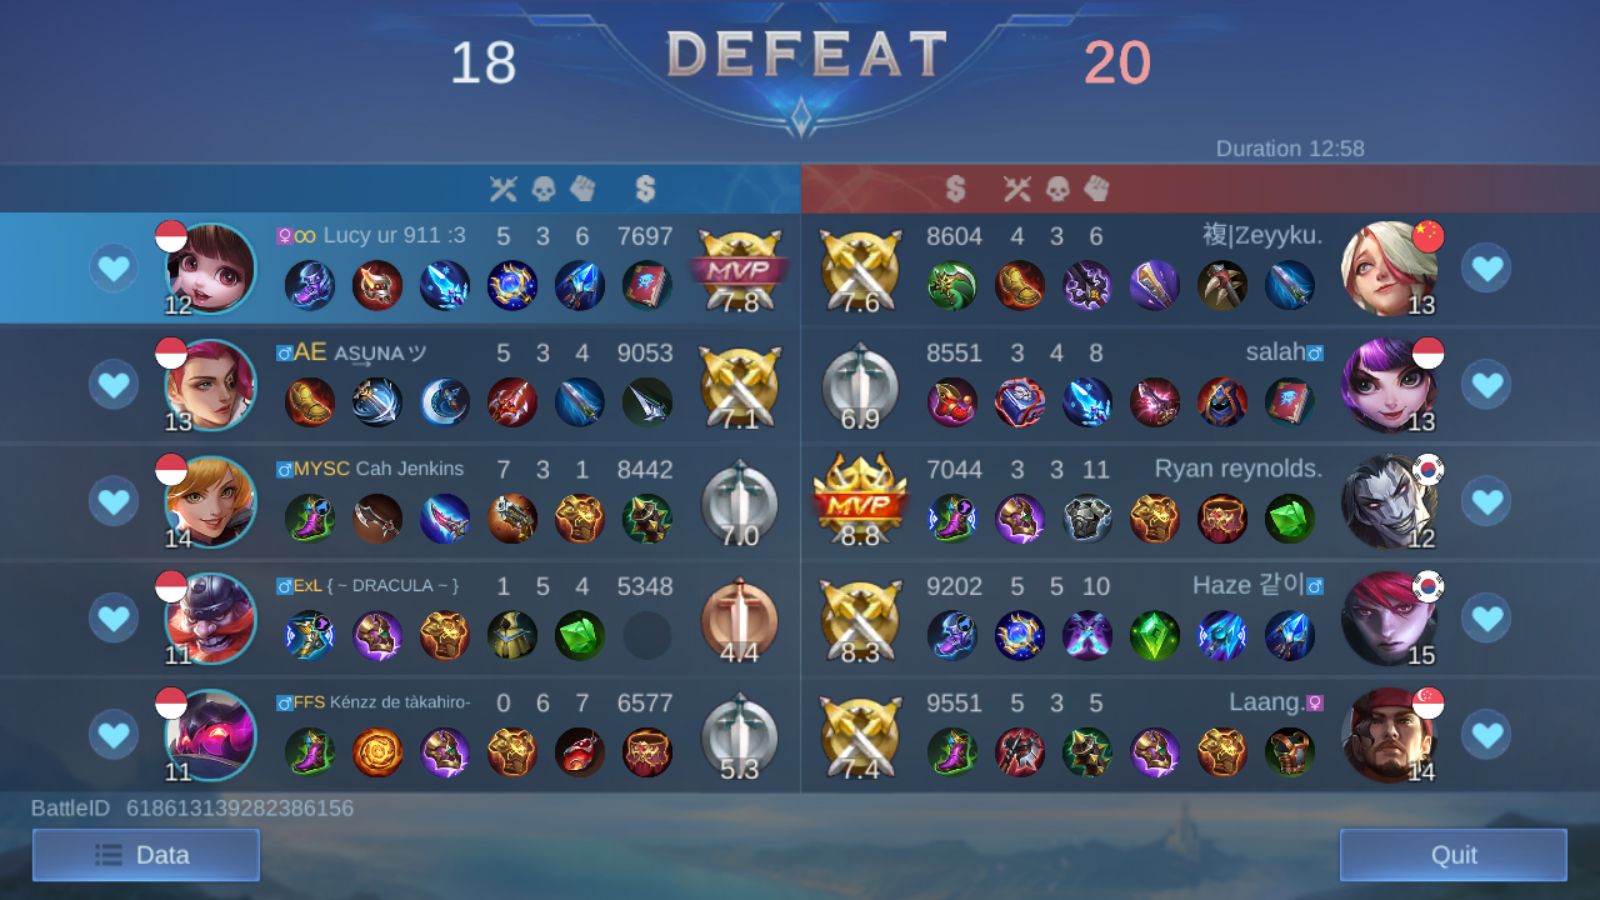 18 DEFEAT 20
Duration 12:58
♀∞ Lucy ur 911 :3 5 3 6 7697
12
MVP
7.8
7.6
8604 4 3 6 複|Zeyyku.
13
♂AE ASUNA ツ 5 3 4 9053
13
7.1
6.9
8551 3 4 8 salah♂
13
♂MYSC Cah Jenkins 7 3 1 8442
14
7.0
MVP
8.8
7044 3 3 11 Ryan reynolds.
12
♂ExL { ~ DRACULA ~ } 1 5 4 5348
11
4.4
8.3
9202 5 5 10 Haze 같이♂
15
♂FFS Kénzz de tàkahiro- 0 6 7 6577
11
5.3
7.4
9551 5 3 5 Laang.♀
14
BattleID 618613139282386156
Data
Quit